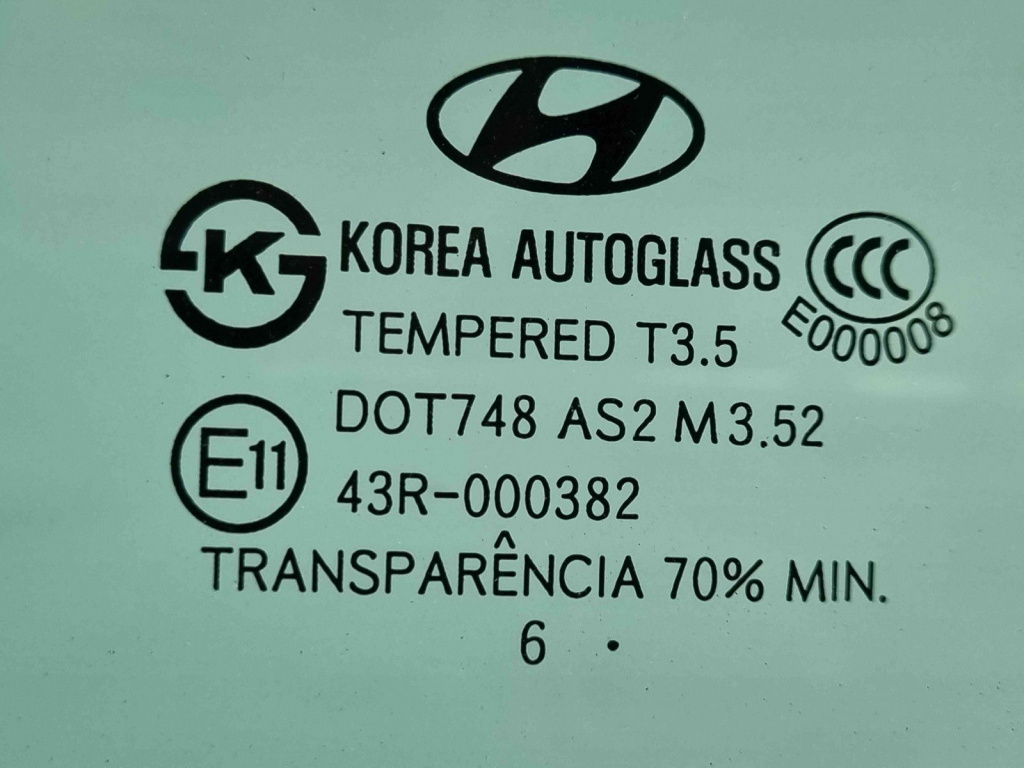 K KOREA AUTOGLASS CCC
E000008
TEMPERED T3.5
DOT748 AS2 M3.52
E11
43R-000382
TRANSPARÊNCIA 70% MIN.
6 .